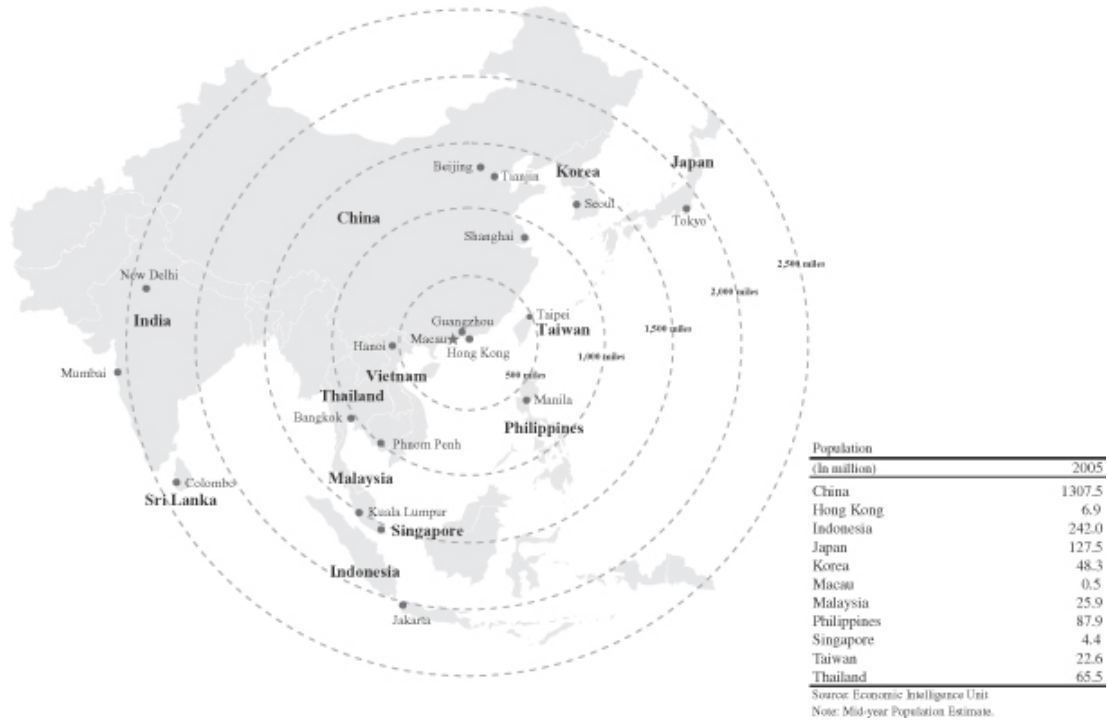 Beijing
Tianjin
Korea
Japan
Seoul
Tokyo
China
Shanghai
2,500 miles
New Delhi
2,000 miles
India
Taipei
Guangzhou
Taiwan
1,500 miles
Macau
Hong Kong
Hanoi
1,000 miles
Mumbai
Vietnam
500 miles
Thailand
Manila
Bangkok
Philippines
Phnom Penh
Malaysia
Colombo
Sri Lanka
Kuala Lumpur
Singapore
Indonesia
Jakarta
Population
(In million) 2005
China 1307.5
Hong Kong 6.9
Indonesia 242.0
Japan 127.5
Korea 48.3
Macau 0.5
Malaysia 25.9
Philippines 87.9
Singapore 4.4
Taiwan 22.6
Thailand 65.5
Source: Economic Intelligence Unit
Note: Mid-year Population Estimate.